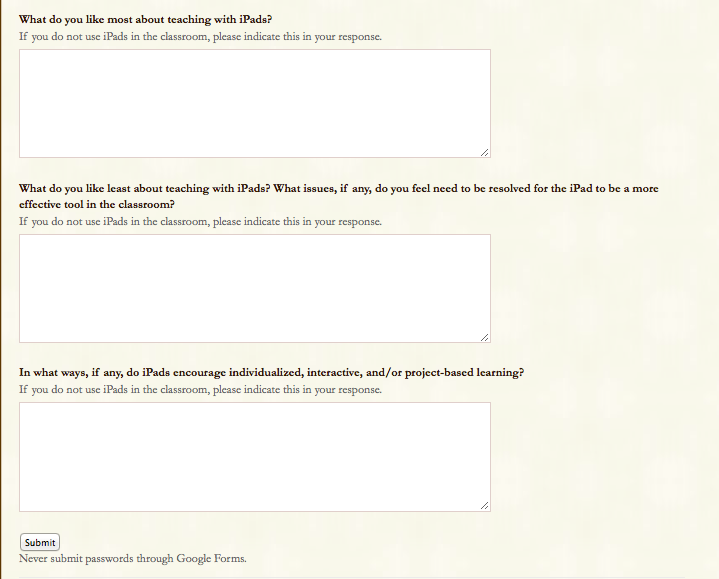 What do you like most about teaching with iPads?
If you do not use iPads in the classroom, please indicate this in your response.
What do you like least about teaching with iPads? What issues, if any, do you feel need to be resolved for the iPad to be a more
effective tool in the classroom?
If you do not use iPads in the classroom, please indicate this in your response.
In what ways, if any, do iPads encourage individualized, interactive, and/or project-based learning?
If you do not use iPads in the classroom, please indicate this in your response.
Submit
Never submit passwords through Google Forms.